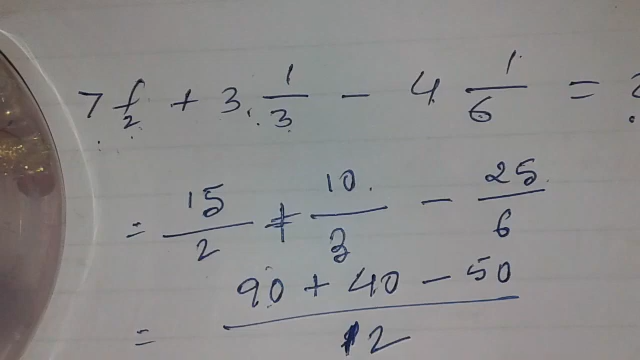 7 1/2 + 3 1/3 - 4 1/6 = ?
= 15/2 + 10/3 - 25/6
= 90 + 40 - 50 / 12